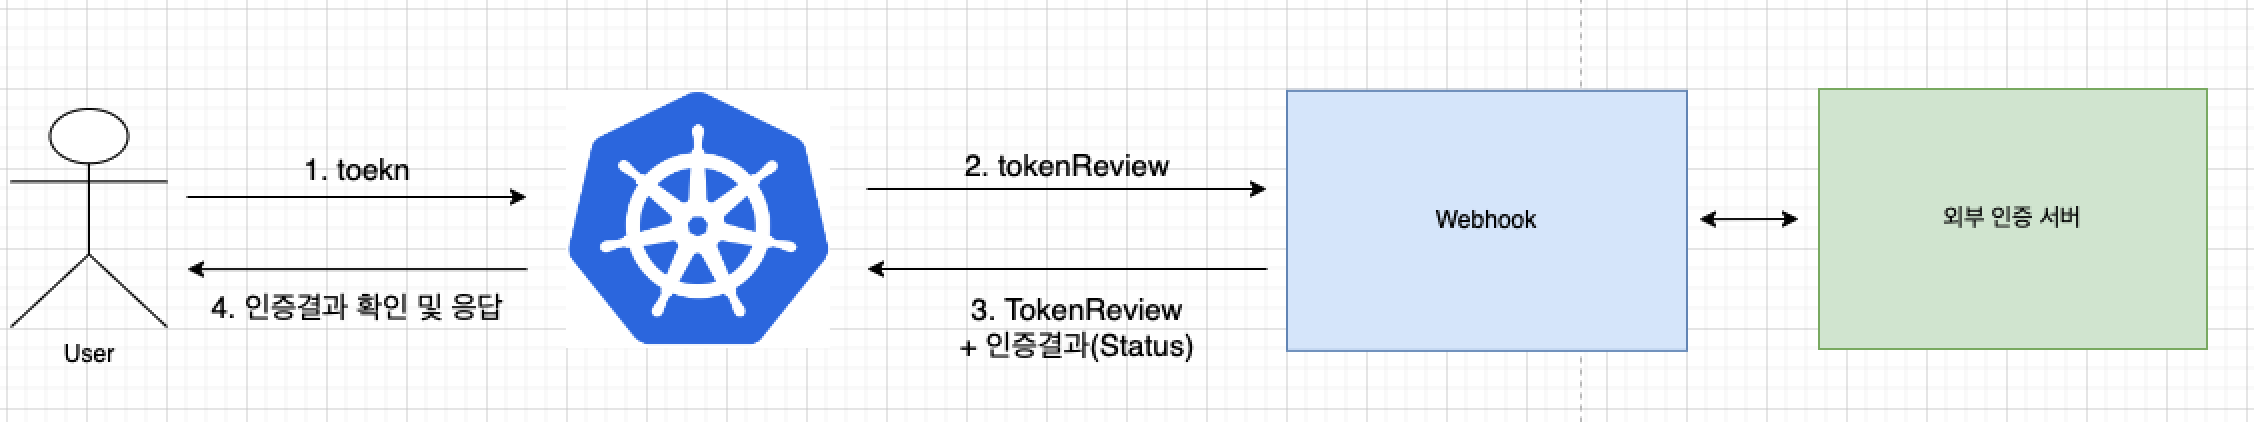 1. toekn
2. tokenReview
Webhook
외부 인증 서버
4. 인증결과 확인 및 응답
3. TokenReview
+ 인증결과(Status)
User